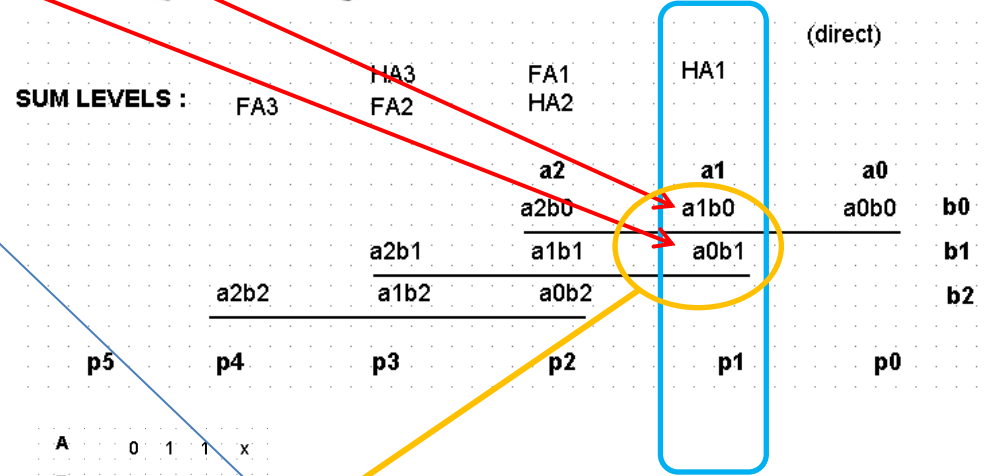 (direct)
HA3 FA1 HA1
SUM LEVELS : FA3 FA2 HA2
a2 a1 a0
a2b0 a1b0 a0b0 b0
a2b1 a1b1 a0b1 b1
a2b2 a1b2 a0b2 b2
p5 p4 p3 p2 p1 p0
A 0 1 1 x